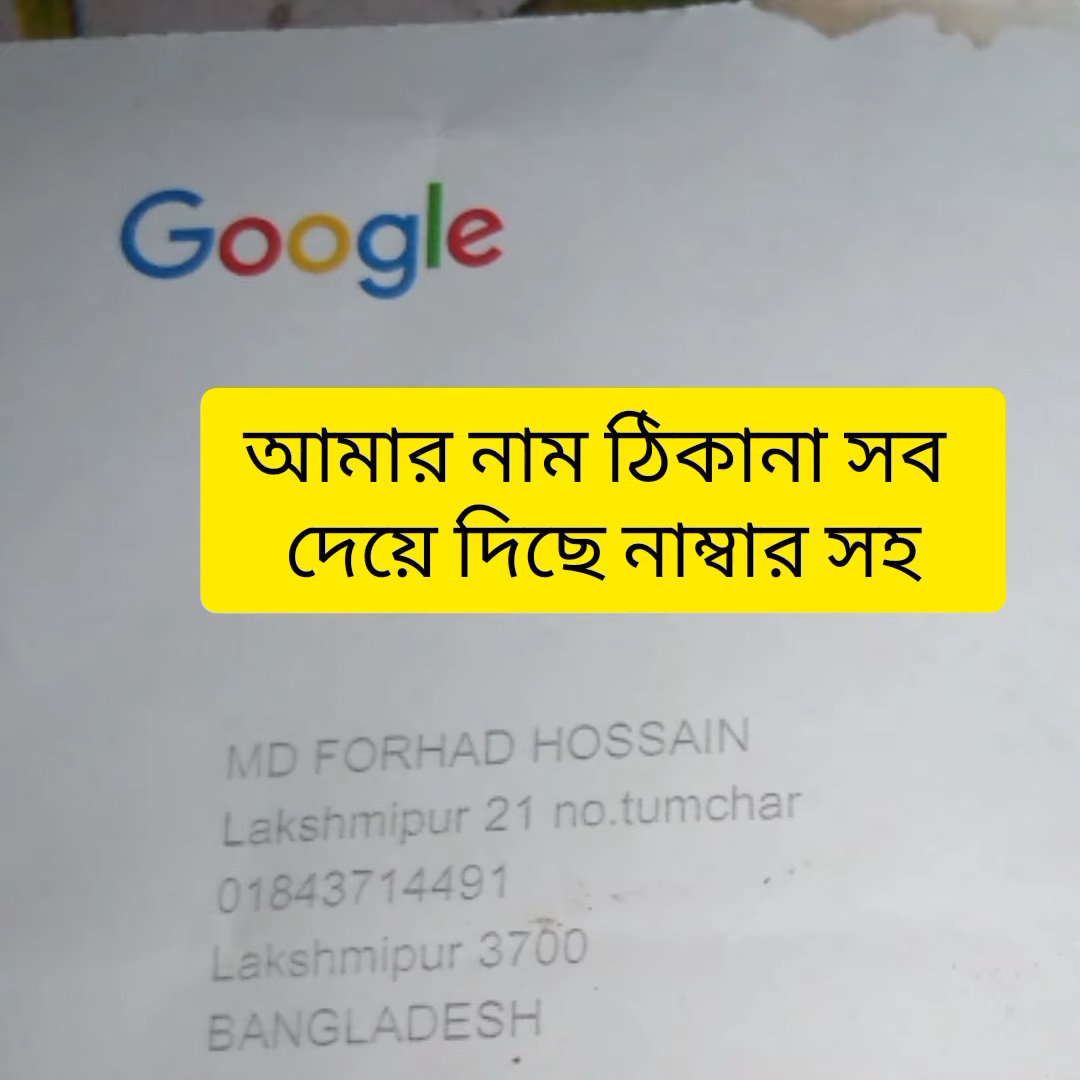 Google
আমার নাম ঠিকানা সব
দেয়ে দিছে নাম্বার সহ
MD FORHAD HOSSAIN
Lakshmipur 21 no.tumchar
01843714491
Lakshmipur 3700
BANGLADESH